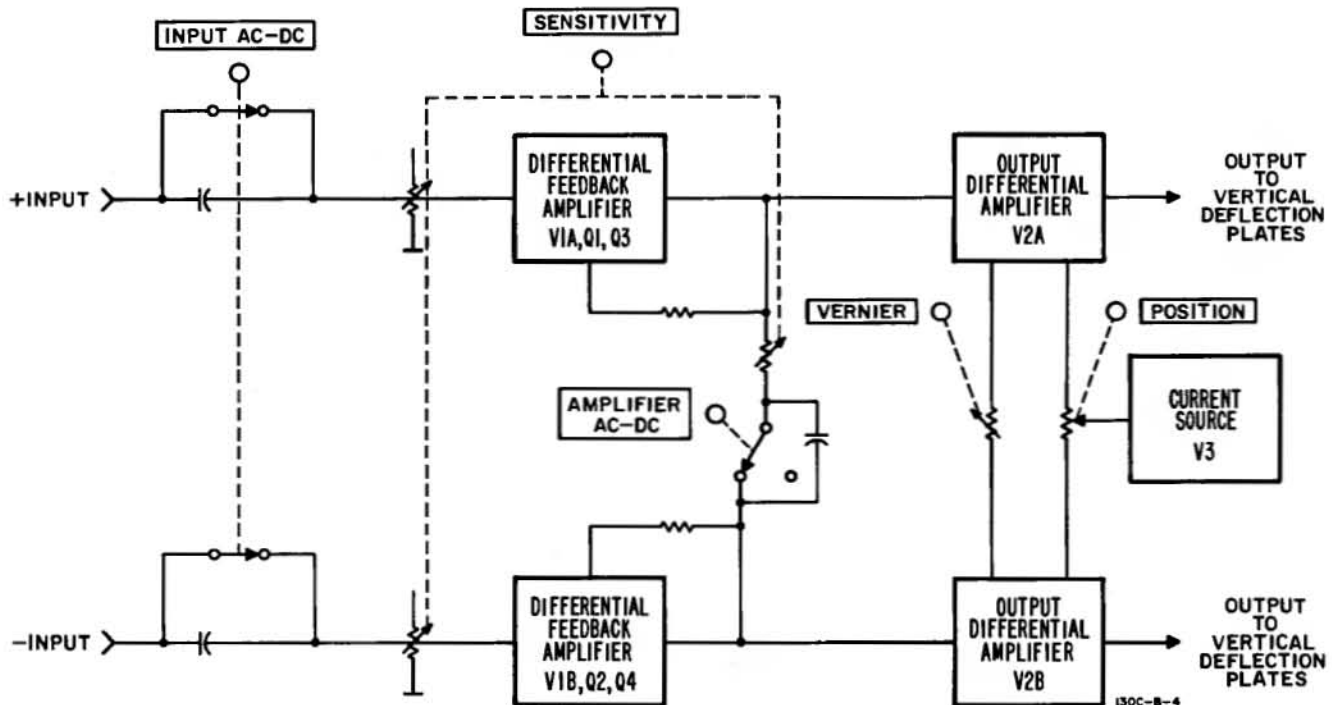 SENSITIVITY
INPUT AC-DC
+INPUT
DIFFERENTIAL
FEEDBACK
AMPLIFIER
V1A, Q1, Q3
OUTPUT
DIFFERENTIAL
AMPLIFIER
V2A
OUTPUT
TO
VERTICAL
DEFLECTION
PLATES
VERNIER
POSITION
AMPLIFIER
AC-DC
CURRENT
SOURCE
V3
-INPUT
DIFFERENTIAL
FEEDBACK
AMPLIFIER
V1B, Q2, Q4
OUTPUT
DIFFERENTIAL
AMPLIFIER
V2B
OUTPUT
TO
VERTICAL
DEFLECTION
PLATES
130C-B-4